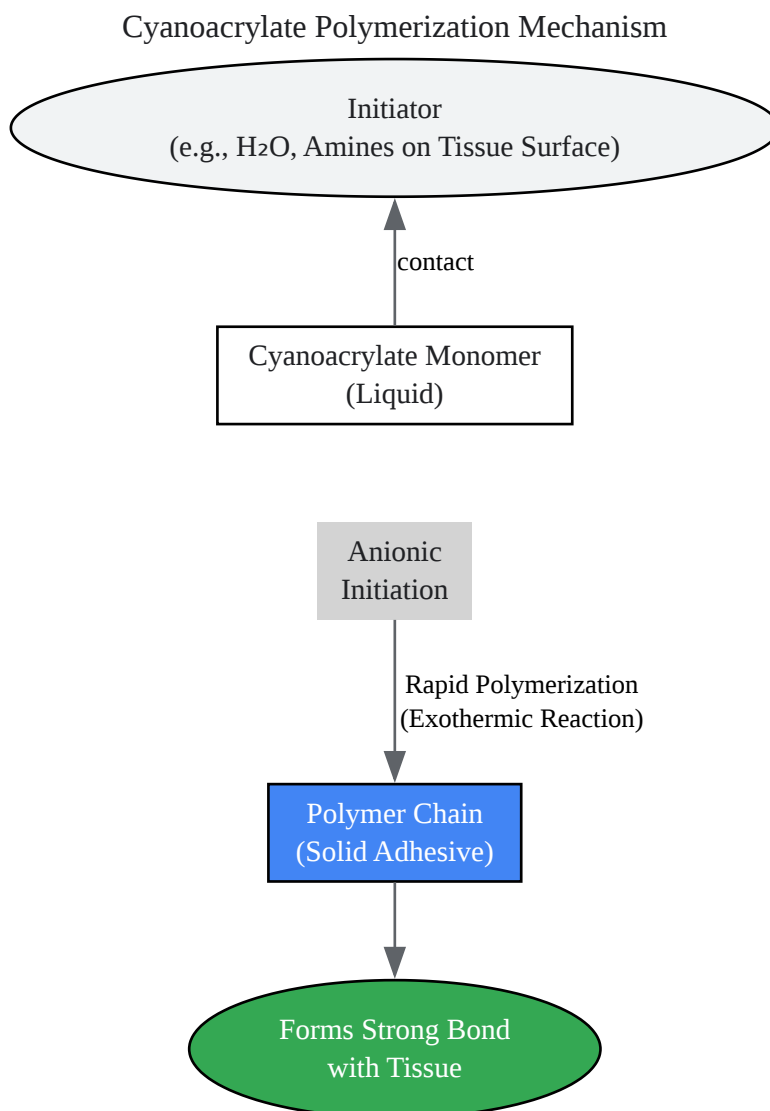 Cyanoacrylate Polymerization Mechanism
Initiator
(e.g., H₂O, Amines on Tissue Surface)
contact
Cyanoacrylate Monomer
(Liquid)
Anionic
Initiation
Rapid Polymerization
(Exothermic Reaction)
Polymer Chain
(Solid Adhesive)
Forms Strong Bond
with Tissue